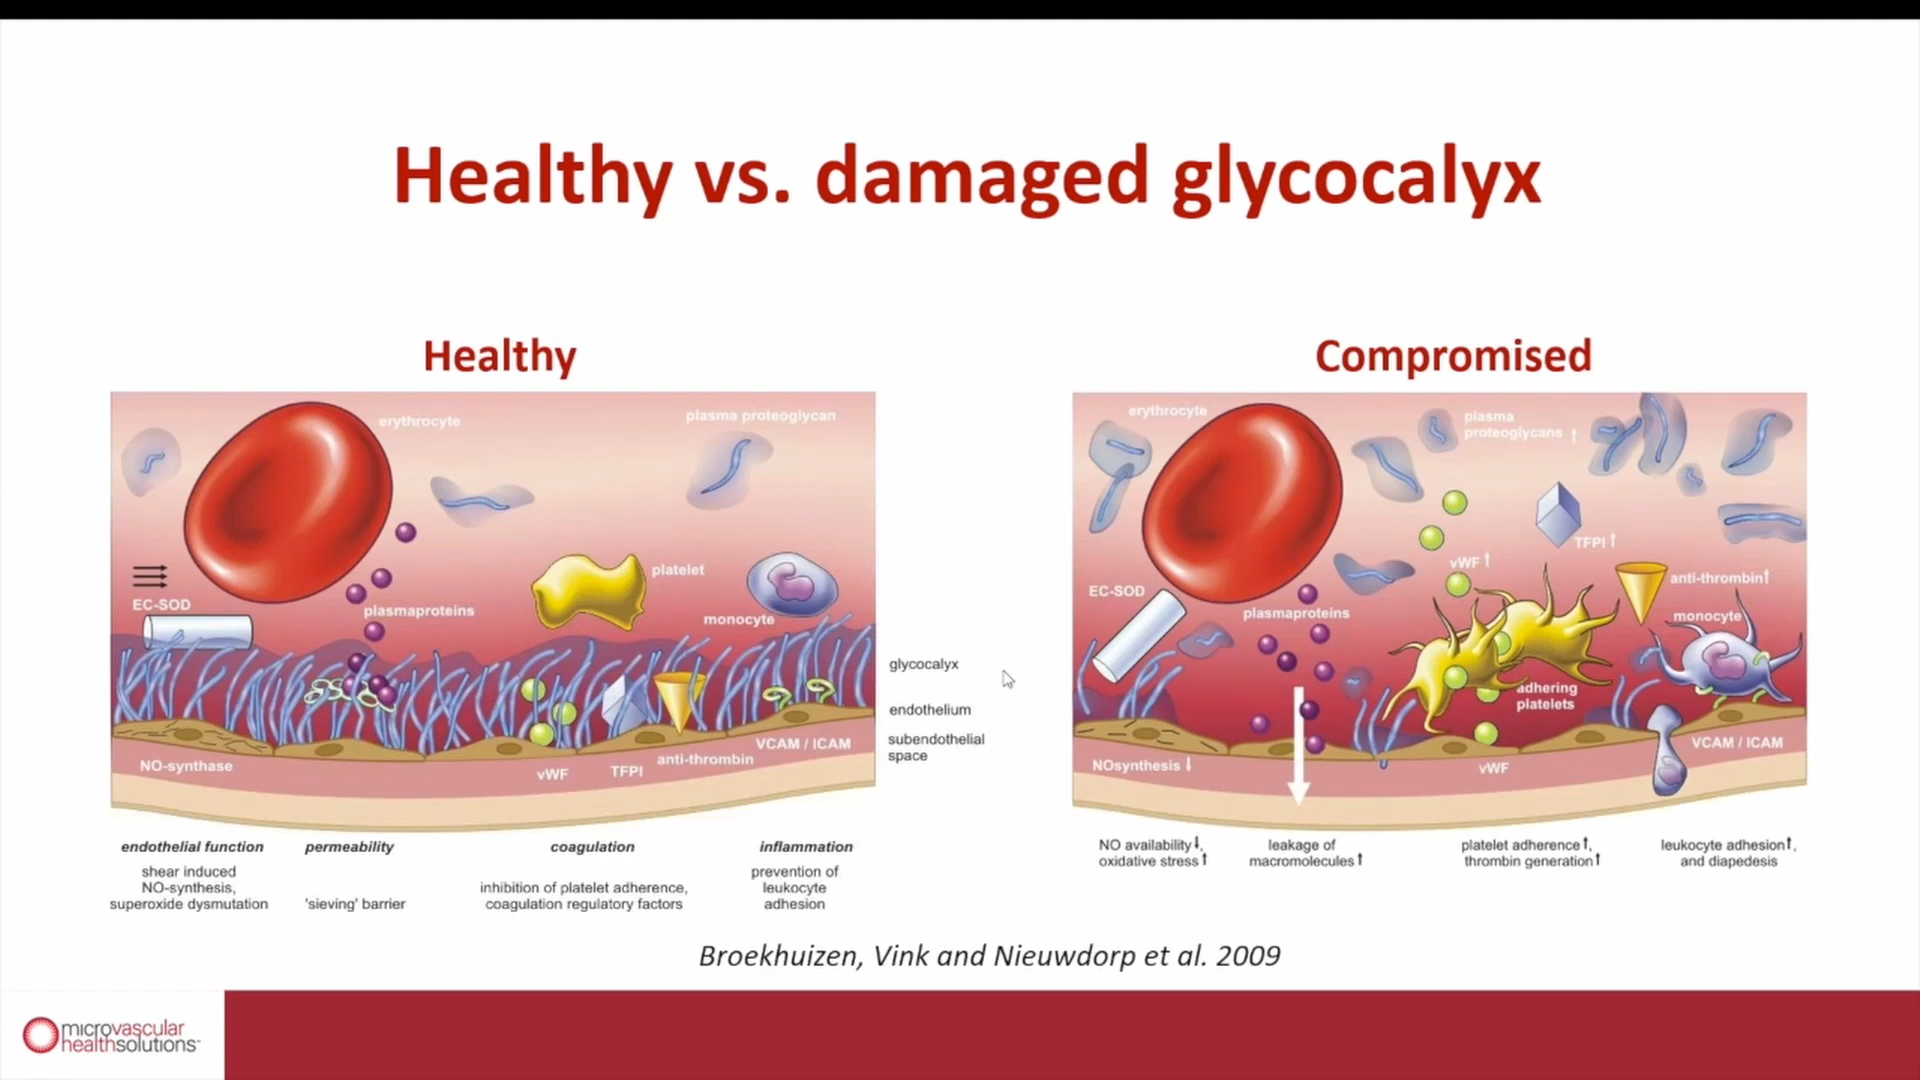 Healthy vs. damaged glycocalyx
Healthy
erythrocyte
plasma proteoglycan
EC-SOD
plasmaproteins
platelet
monocyte
NO-synthase
vWF
TFPI
anti-thrombin
VCAM / ICAM
glycocalyx
endothelium
subendothelial
space
endothelial function
shear induced
NO-synthesis,
superoxide dysmutation
permeability
'sieving' barrier
coagulation
inhibition of platelet adherence,
coagulation regulatory factors
inflammation
prevention of
leukocyte
adhesion
Compromised
erythrocyte
plasma
proteoglycans ↑
EC-SOD
plasmaproteins
vWF ↑
TFPI ↑
anti-thrombin↑
monocyte
adhering
platelets
NOsynthesis ↓
vWF
VCAM / ICAM
NO availability↓,
oxidative stress↑
leakage of
macromolecules↑
platelet adherence↑,
thrombin generation↑
leukocyte adhesion↑,
and diapedesis
Broekhuizen, Vink and Nieuwdorp et al. 2009
microvascular
healthsolutions™